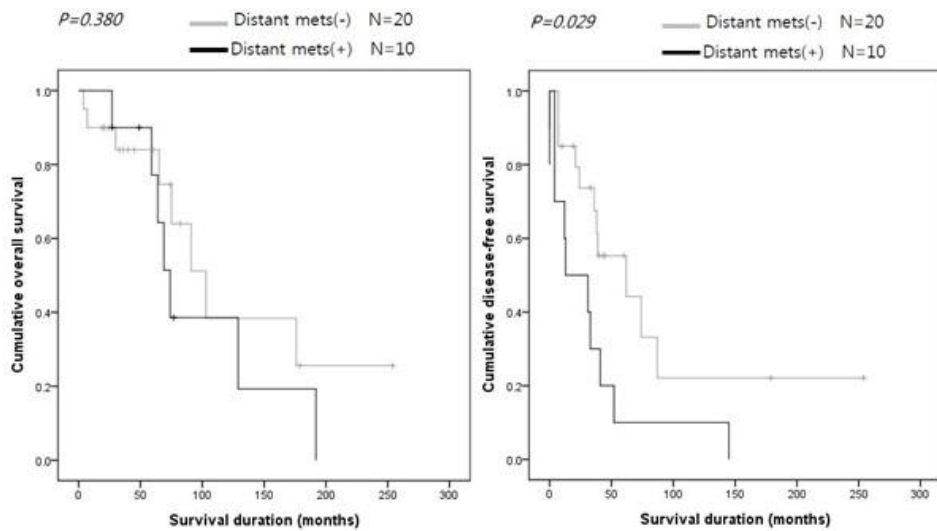 P=0.380
Distant mets(-) N=20
Distant mets(+) N=10
Cumulative overall survival
1.0
0.8
0.6
0.4
0.2
0.0
0 50 100 150 200 250 300
Survival duration (months)
P=0.029
Distant mets(-) N=20
Distant mets(+) N=10
Cumulative disease-free survival
1.0
0.8
0.6
0.4
0.2
0.0
0 50 100 150 200 250 300
Survival duration (months)